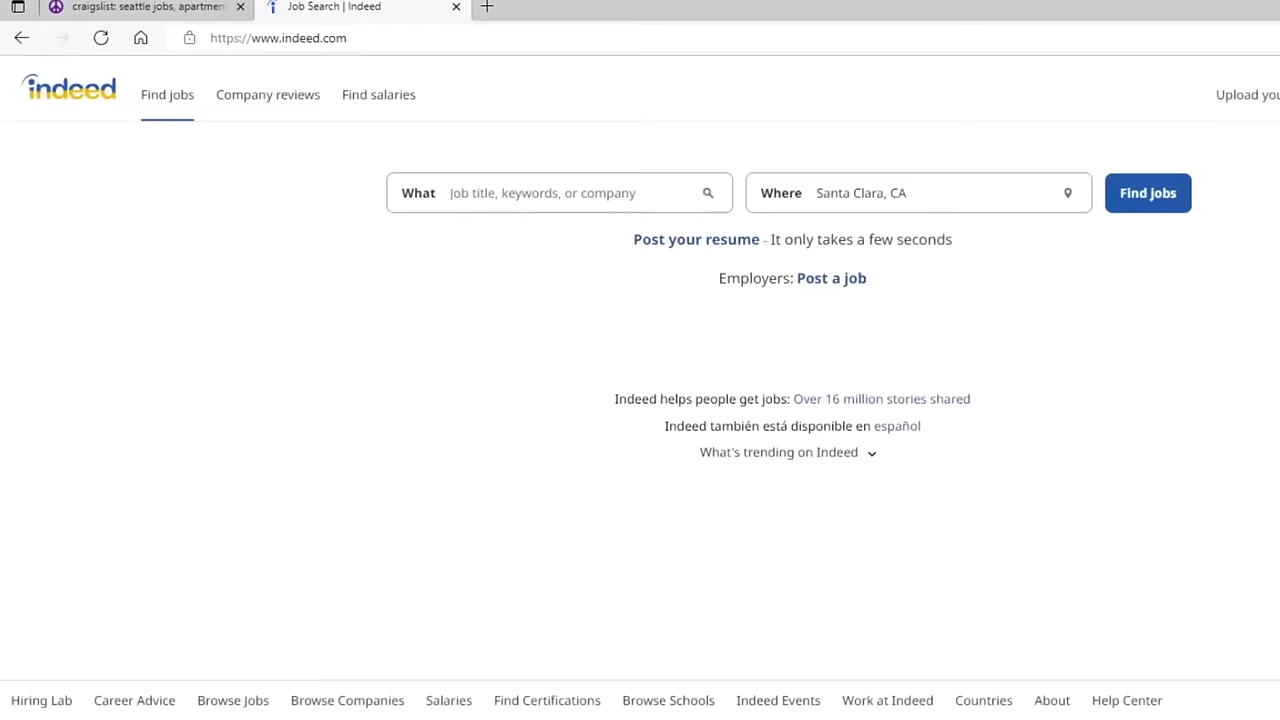 craigslist: seattle jobs, apartmen
Job Search | Indeed
https://www.indeed.com
indeed
Find jobs
Company reviews
Find salaries
Upload you
What Job title, keywords, or company
Where Santa Clara, CA
Find jobs
Post your resume - It only takes a few seconds
Employers: Post a job
Indeed helps people get jobs: Over 16 million stories shared
Indeed también está disponible en español
What's trending on Indeed
Hiring Lab
Career Advice
Browse Jobs
Browse Companies
Salaries
Find Certifications
Browse Schools
Indeed Events
Work at Indeed
Countries
About
Help Center